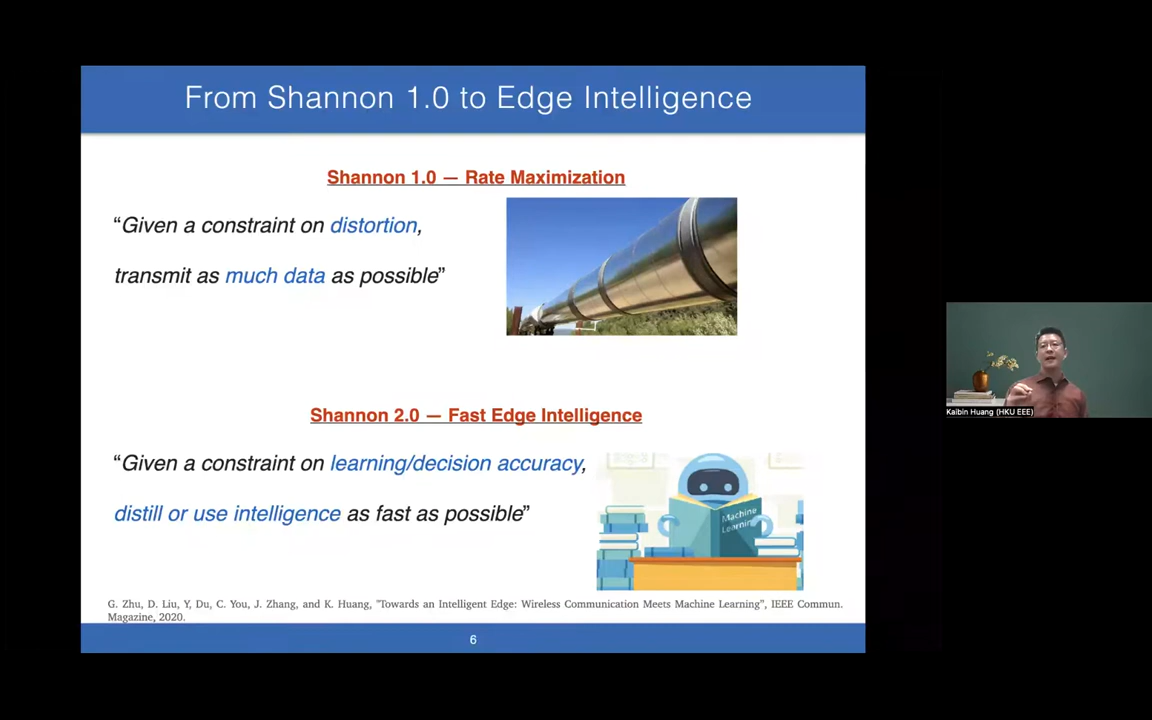 From Shannon 1.0 to Edge Intelligence
Shannon 1.0 — Rate Maximization
“Given a constraint on distortion,
transmit as much data as possible”
Shannon 2.0 — Fast Edge Intelligence
“Given a constraint on learning/decision accuracy,
distill or use intelligence as fast as possible”
Machine
Learning
G. Zhu, D. Liu, Y, Du, C. You, J. Zhang, and K. Huang, "Towards an Intelligent Edge: Wireless Communication Meets Machine Learning”, IEEE Commun.
Magazine, 2020.
6
Kaibin Huang (HKU EEE)